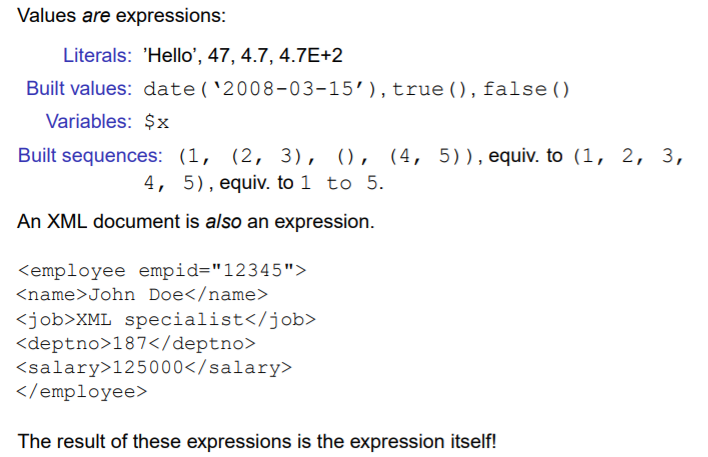 Values are expressions:
Literals: ’Hello’, 47, 4.7, 4.7E+2
Built values: date(‘2008-03-15’), true(), false()
Variables: $x
Built sequences: (1, (2, 3), (), (4, 5)), equiv. to (1, 2, 3,
4, 5), equiv. to 1 to 5.
An XML document is also an expression.
<employee empid="12345">
<name>John Doe</name>
<job>XML specialist</job>
<deptno>187</deptno>
<salary>125000</salary>
</employee>
The result of these expressions is the expression itself!